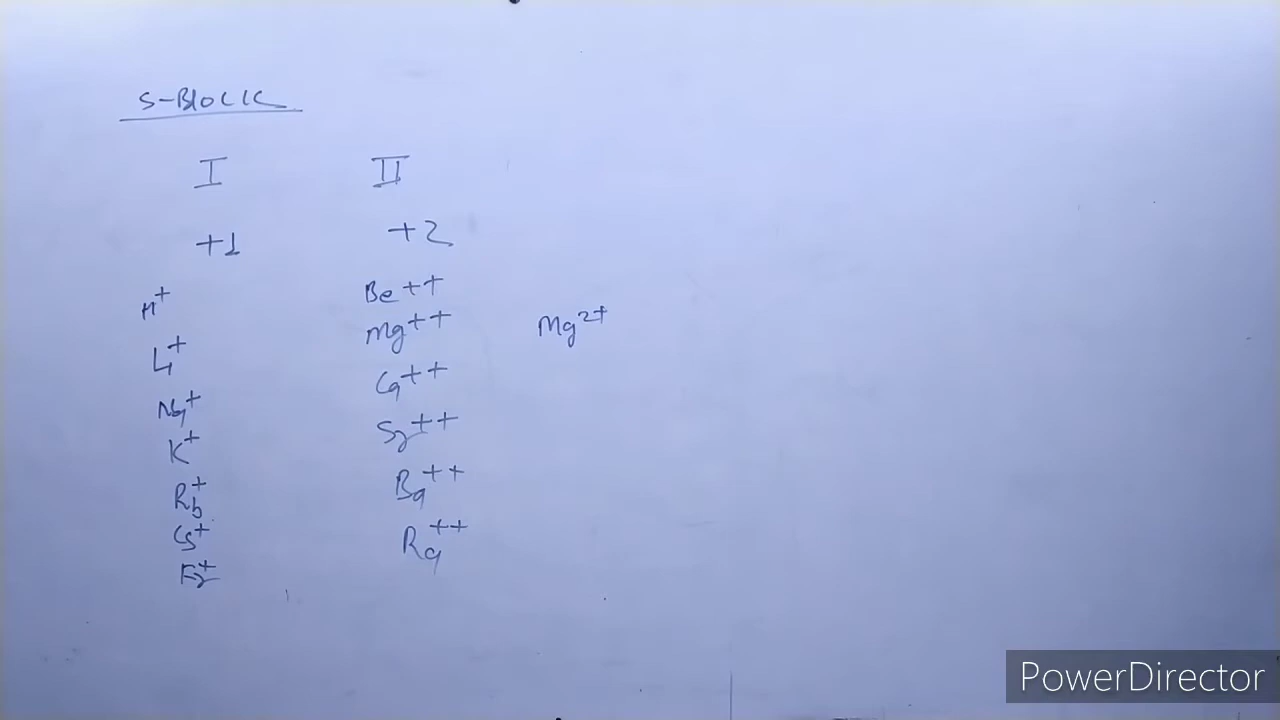 S-Block
I II
+1 +2
H+ Be++
Li+ Mg++ Mg2+
Na+ Ca++
K+ Sr++
Rb+ Ba++
Cs+ Ra++
Fr+
PowerDirector